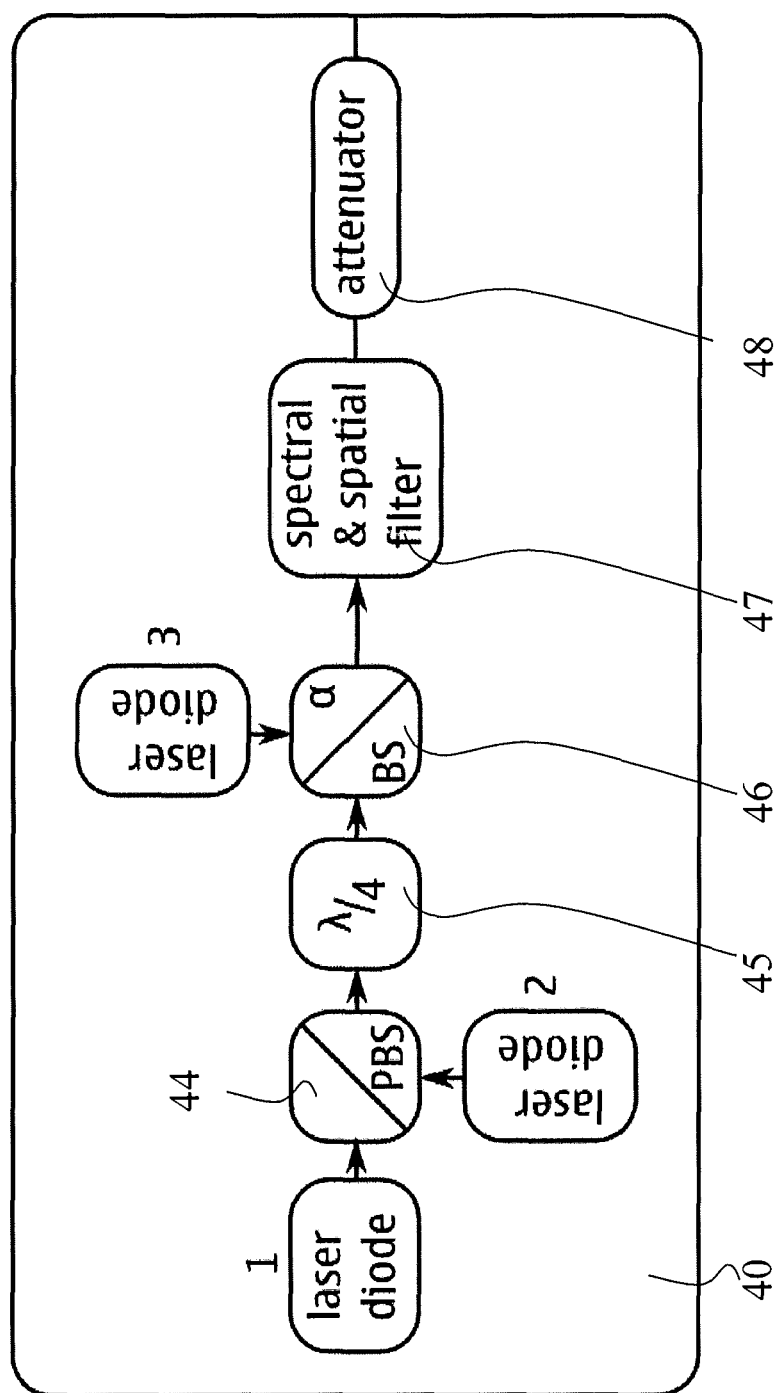 1
laser
diode
44
PBS
laser
diode
2
λ/4
45
laser
diode
3
α
BS
46
spectral
& spatial
filter
47
attenuator
48
40